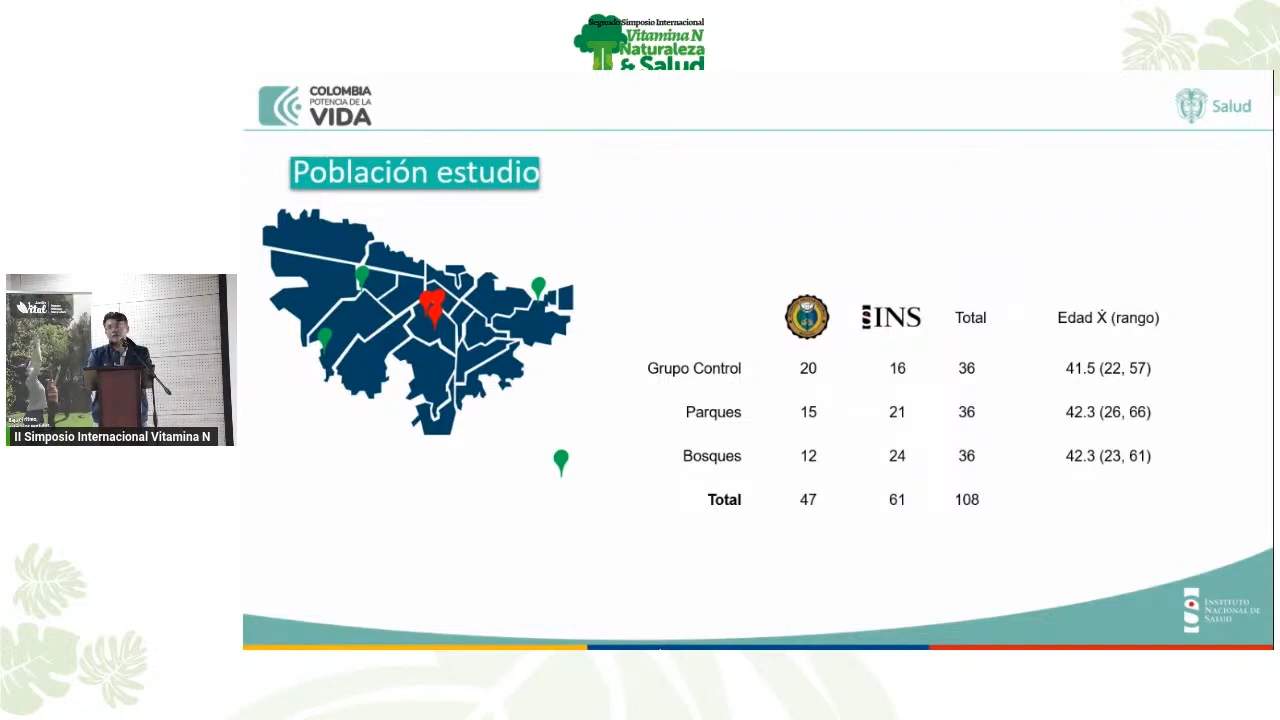 Segundo Simposio Internacional
Vitamina N
Naturaleza
& Salud
COLOMBIA
POTENCIA DE LA
VIDA
Salud
Población estudio
INS Total Edad Ẋ (rango)
Grupo Control 20 16 36 41.5 (22, 57)
Parques 15 21 36 42.3 (26, 66)
Bosques 12 24 36 42.3 (23, 61)
Total 47 61 108
Vital
II Simposio Internacional Vitamina N
INSTITUTO
NACIONAL DE
SALUD